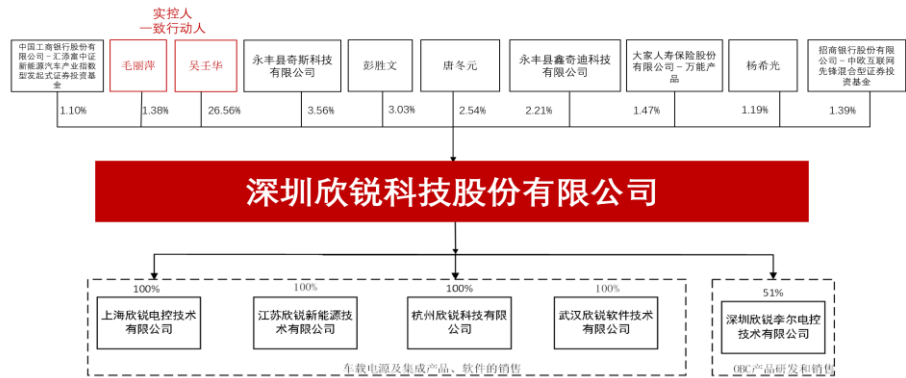 实控人
一致行动人
中国工商银行股份有
限公司-汇添富中证
新能源汽车产业指数
型发起式证券投资基
金
毛丽萍
吴壬华
永丰县奇斯科技
有限公司
彭胜文
唐冬元
永丰县鑫奇迪科技
有限公司
大家人寿保险股份
有限公司-万能产
品
杨希光
招商银行股份有限
公司-中欧互联网
先锋混合型证券投
资基金
1.10%
1.38%
26.56%
3.56%
3.03%
2.54%
2.21%
1.47%
1.19%
1.39%
深圳欣锐科技股份有限公司
100%
100%
100%
100%
51%
上海欣锐电控技术
有限公司
江苏欣锐新能源技
术有限公司
杭州欣锐科技有限
公司
武汉欣锐软件技术
有限公司
深圳欣锐李尔电控
技术有限公司
车载电源及集成产品、软件的销售
OBC产品研发和销售